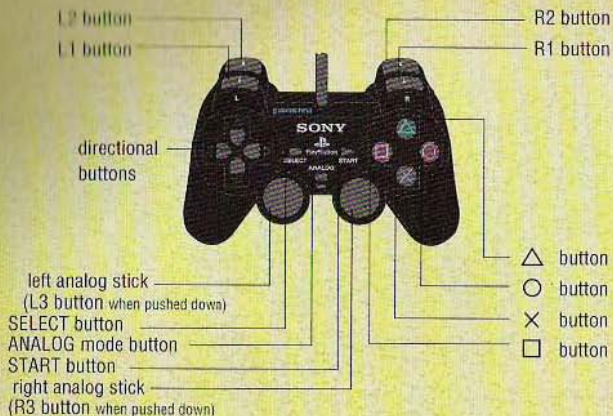 L2 button
L1 button
R2 button
R1 button
L
R
SONY
PlayStation
SELECT
START
ANALOG
directional
buttons
left analog stick
(L3 button when pushed down)
SELECT button
ANALOG mode button
START button
right analog stick
(R3 button when pushed down)
△ button
○ button
✕ button
□ button